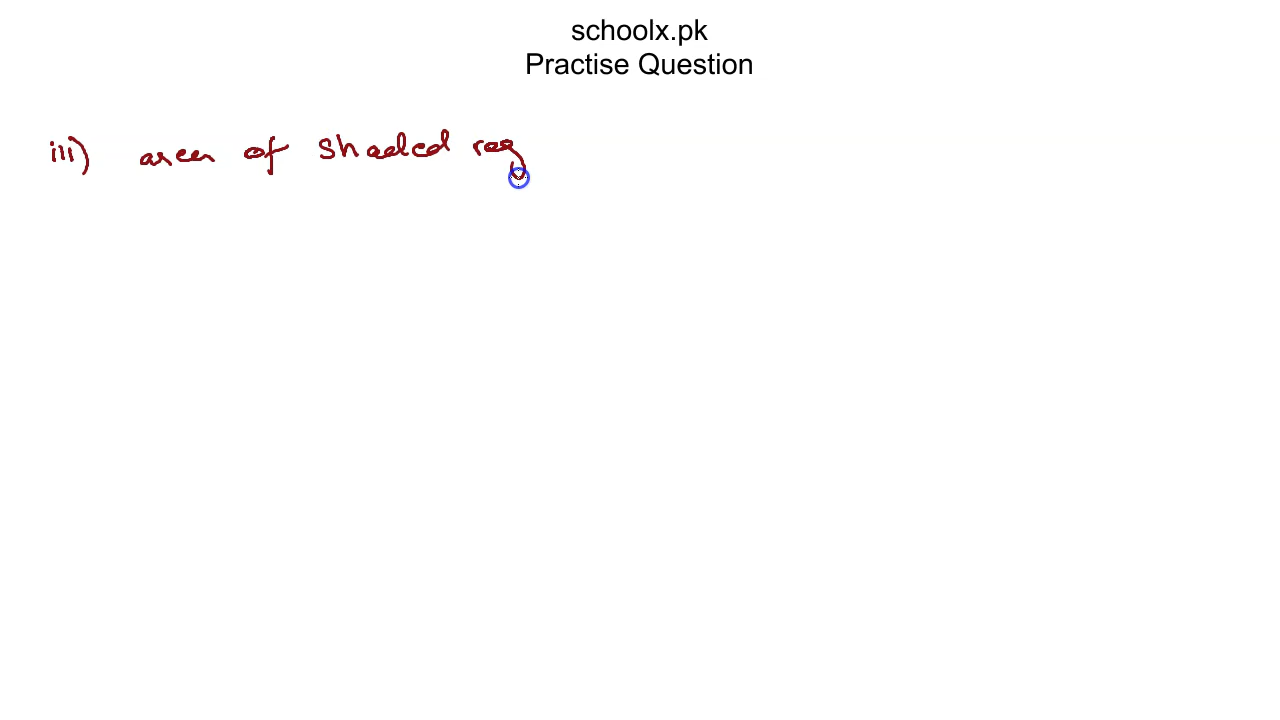 schoolx.pk
Practise Question
iii) area of shaded reg